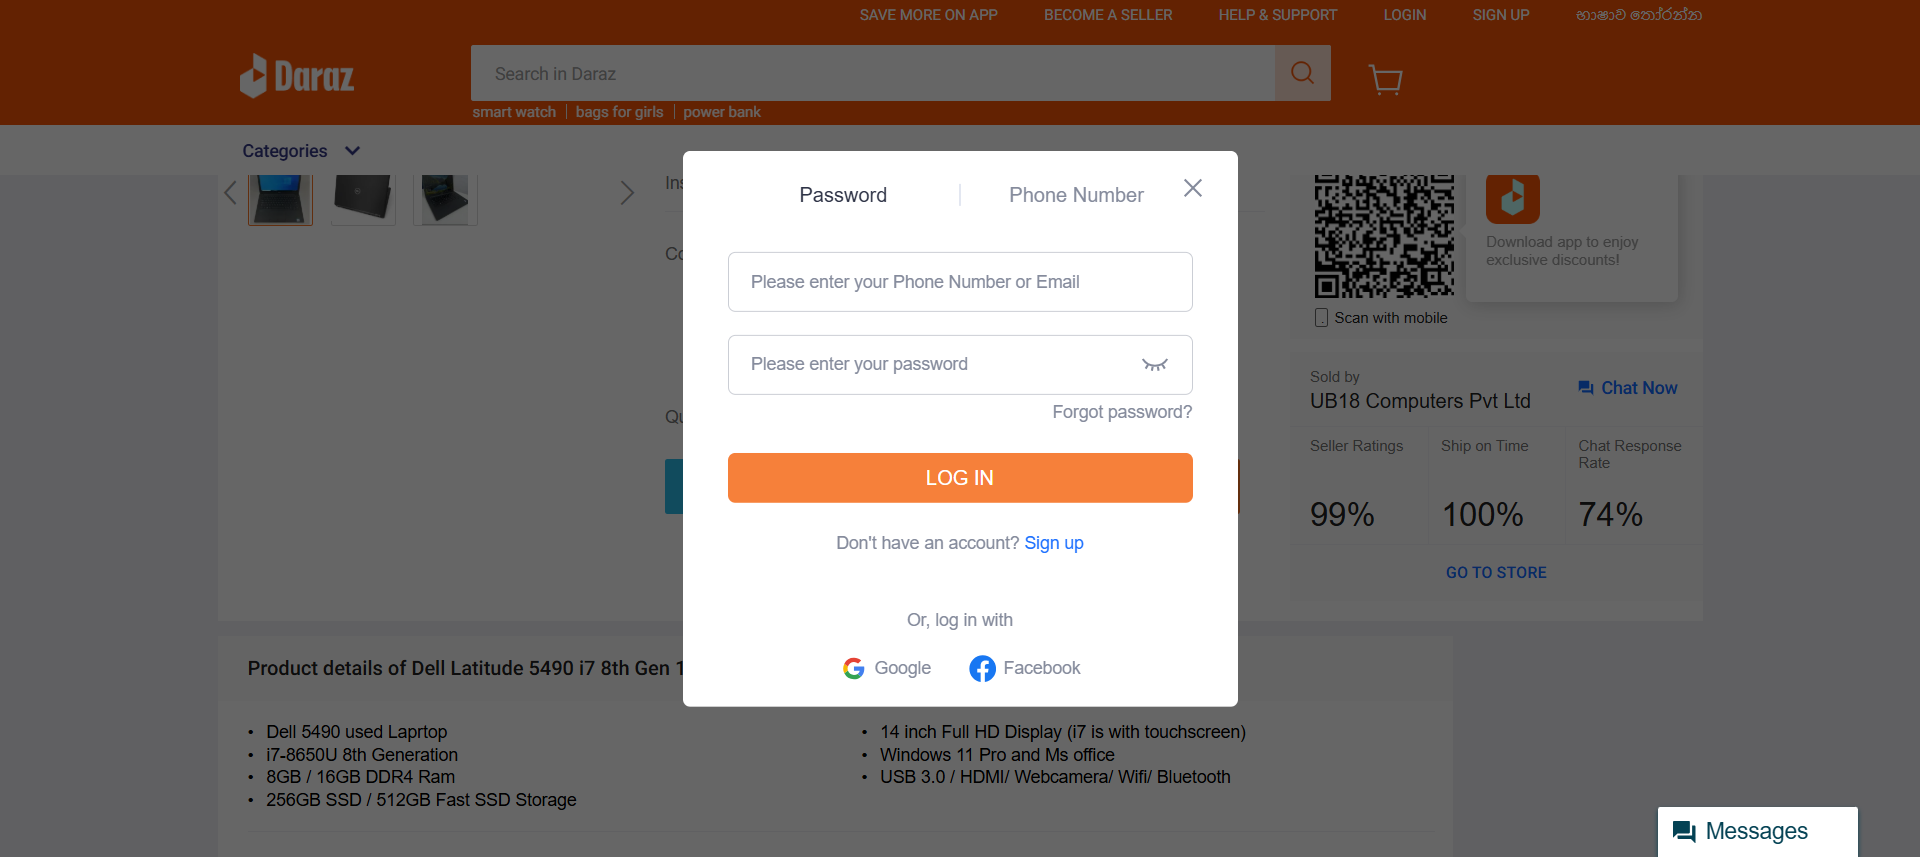 SAVE MORE ON APP
BECOME A SELLER
HELP & SUPPORT
LOGIN
SIGN UP
භාෂාව තෝරන්න
Daraz
Search in Daraz
smart watch
bags for girls
power bank
Categories
Ins
Co
Qu
Password
Phone Number
Please enter your Phone Number or Email
Please enter your password
Forgot password?
LOG IN
Don't have an account? Sign up
Or, log in with
Google
Facebook
Download app to enjoy
exclusive discounts!
Scan with mobile
Sold by
UB18 Computers Pvt Ltd
Chat Now
Seller Ratings
Ship on Time
Chat Response
Rate
99%
100%
74%
GO TO STORE
Product details of Dell Latitude 5490 i7 8th Gen 1
• Dell 5490 used Laprtop
• i7-8650U 8th Generation
• 8GB / 16GB DDR4 Ram
• 256GB SSD / 512GB Fast SSD Storage
• 14 inch Full HD Display (i7 is with touchscreen)
• Windows 11 Pro and Ms office
• USB 3.0 / HDMI/ Webcamera/ Wifi/ Bluetooth
Messages